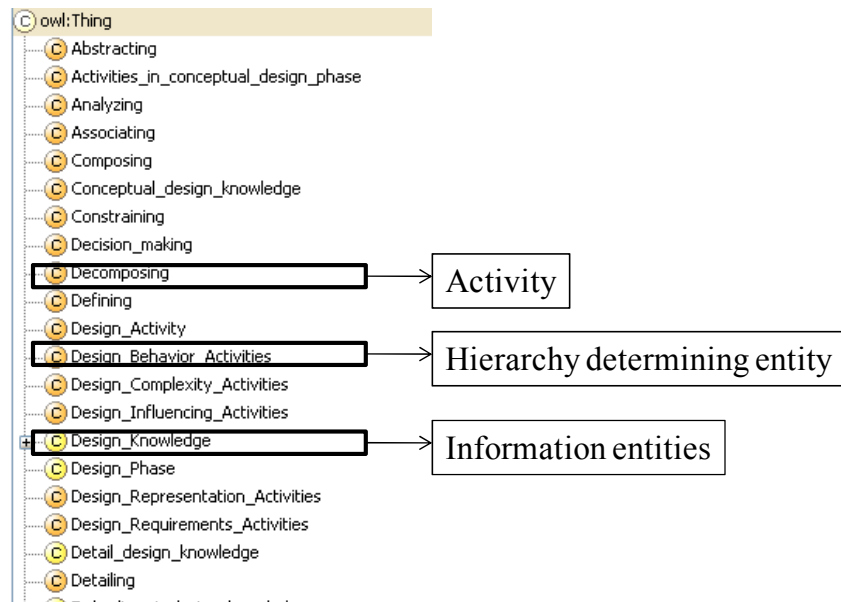 owl:Thing
Abstracting
Activities_in_conceptual_design_phase
Analyzing
Associating
Composing
Conceptual_design_knowledge
Constraining
Decision_making
Decomposing
Activity
Defining
Design_Activity
Design_Behavior_Activities
Hierarchy determining entity
Design_Complexity_Activities
Design_Influencing_Activities
Design_Knowledge
Information entities
Design_Phase
Design_Representation_Activities
Design_Requirements_Activities
Detail_design_knowledge
Detailing